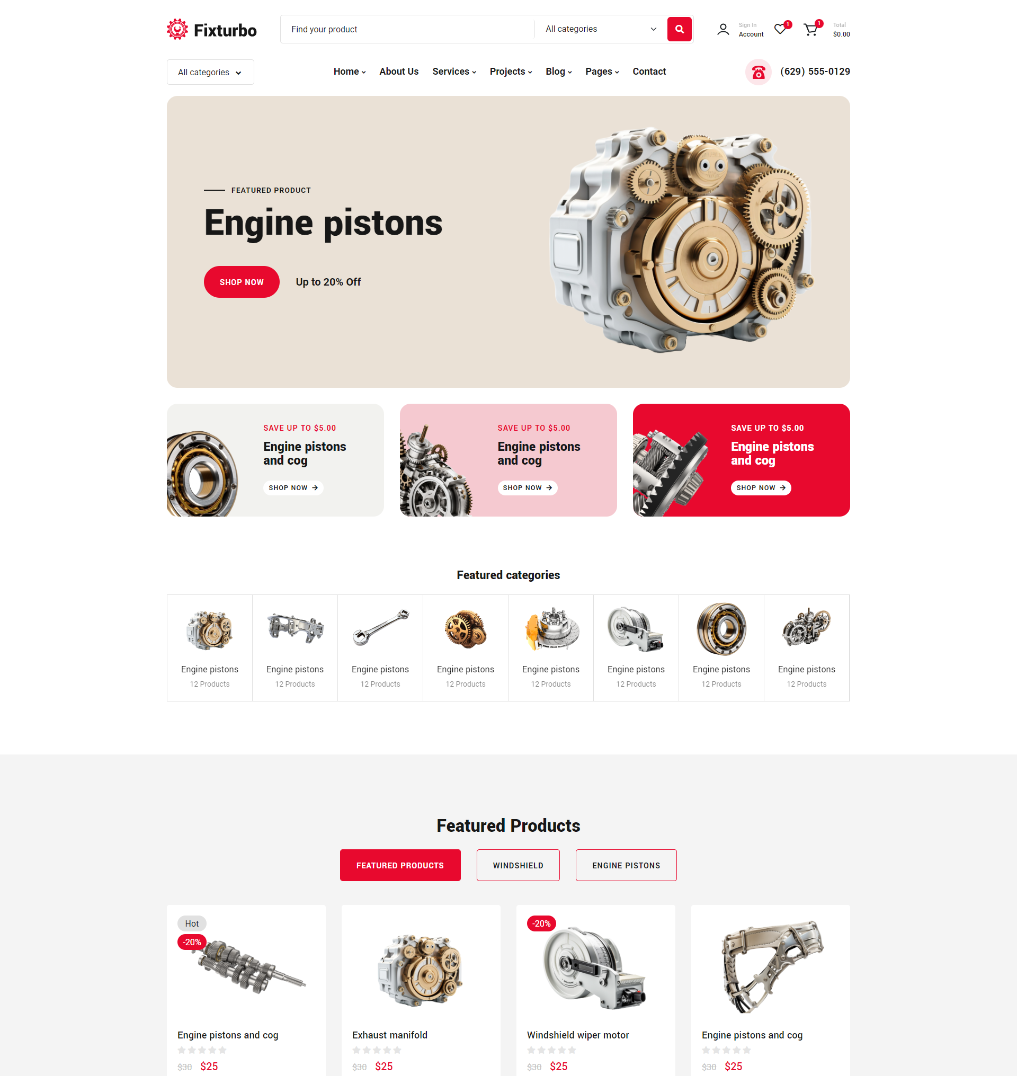 Fixturbo
Find your product
All categories
Sign In
Account
1
1
Total
$0.00
All categories
Home
About Us
Services
Projects
Blog
Pages
Contact
(629) 555-0129
FEATURED PRODUCT
Engine pistons
SHOP NOW
Up to 20% Off
SAVE UP TO $5.00
Engine pistons
and cog
SHOP NOW
SAVE UP TO $5.00
Engine pistons
and cog
SHOP NOW
SAVE UP TO $5.00
Engine pistons
and cog
SHOP NOW
Featured categories
Engine pistons
12 Products
Engine pistons
12 Products
Engine pistons
12 Products
Engine pistons
12 Products
Engine pistons
12 Products
Engine pistons
12 Products
Engine pistons
12 Products
Engine pistons
12 Products
Featured Products
FEATURED PRODUCTS
WINDSHIELD
ENGINE PISTONS
Hot
-20%
Engine pistons and cog
$30 $25
Exhaust manifold
$30 $25
-20%
Windshield wiper motor
$30 $25
Engine pistons and cog
$30 $25